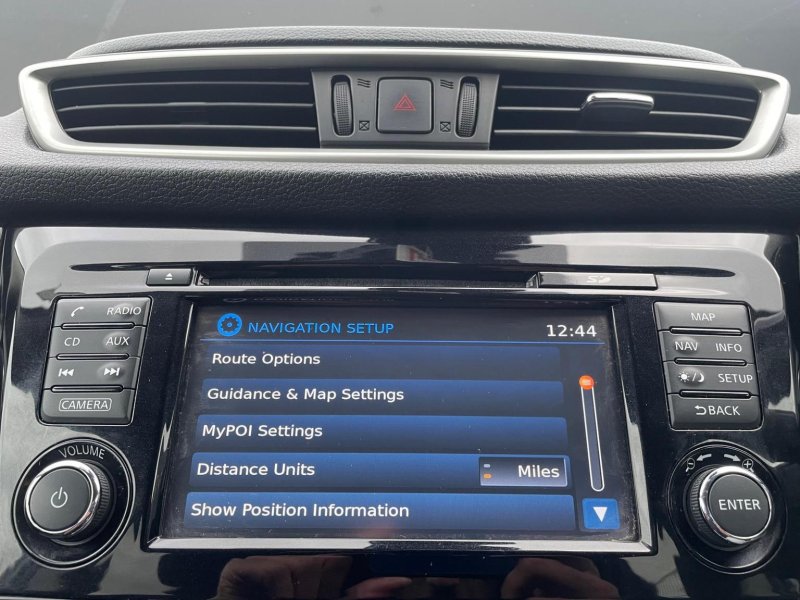 SD
RADIO
CD AUX
CAMERA
VOLUME
NAVIGATION SETUP 12:44
Route Options
Guidance & Map Settings
MyPOI Settings
Distance Units Miles
Show Position Information
MAP
NAV INFO
SETUP
BACK
ENTER